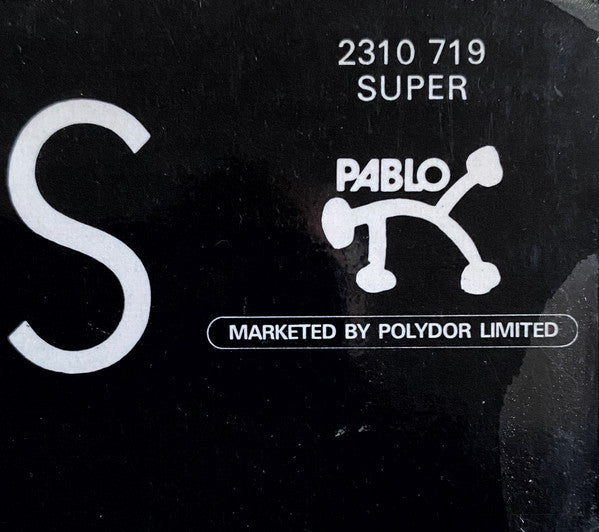 2310 719
SUPER
S
PABLO
MARKETED BY POLYDOR LIMITED